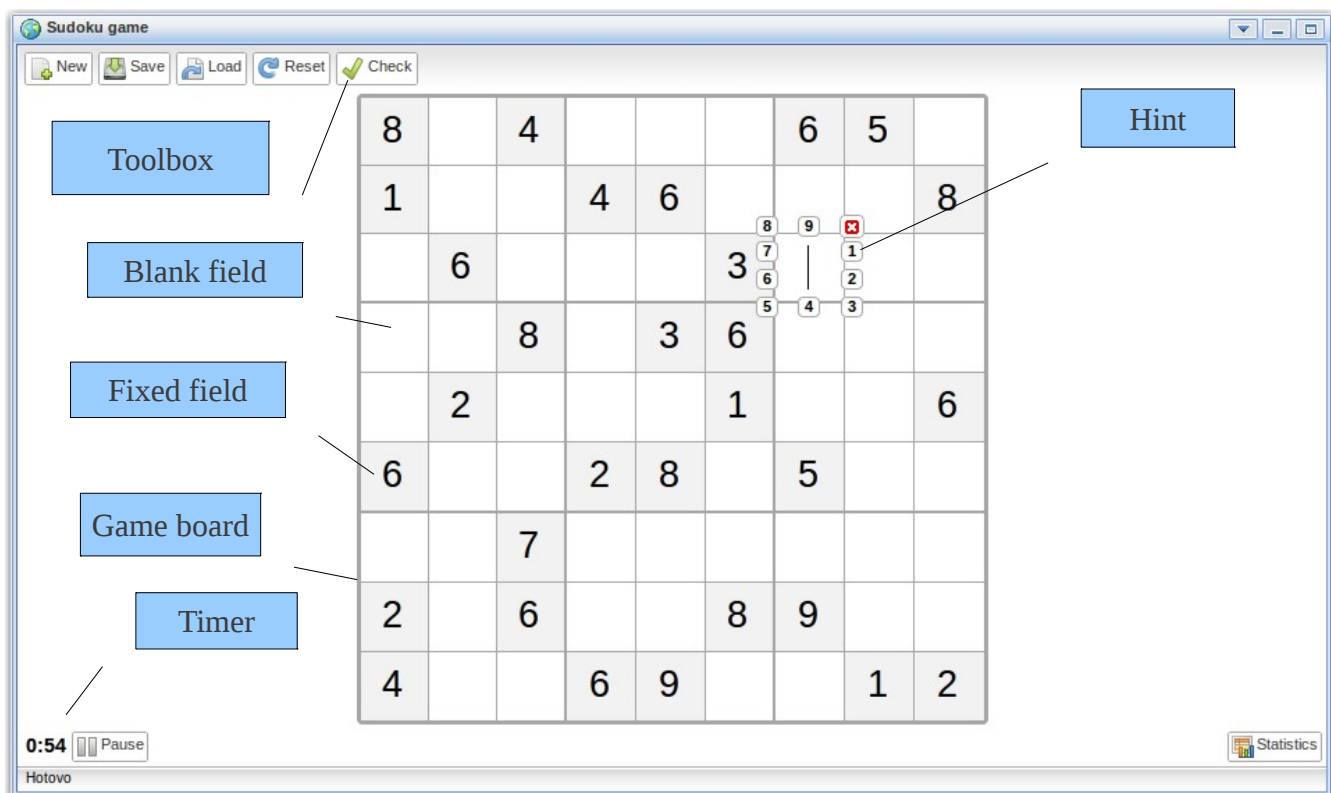 Sudoku game
New Save Load Reset Check
Toolbox
Hint
Blank field
Fixed field
Game board
Timer
8 4 6 5
1 4 6 8
8 9
6 3 7 1
6 2
5 4 3
8 3 6
2 1 6
6 2 8 5
7
2 6 8 9
4 6 9 1 2
0:54 Pause Statistics
Hotovo